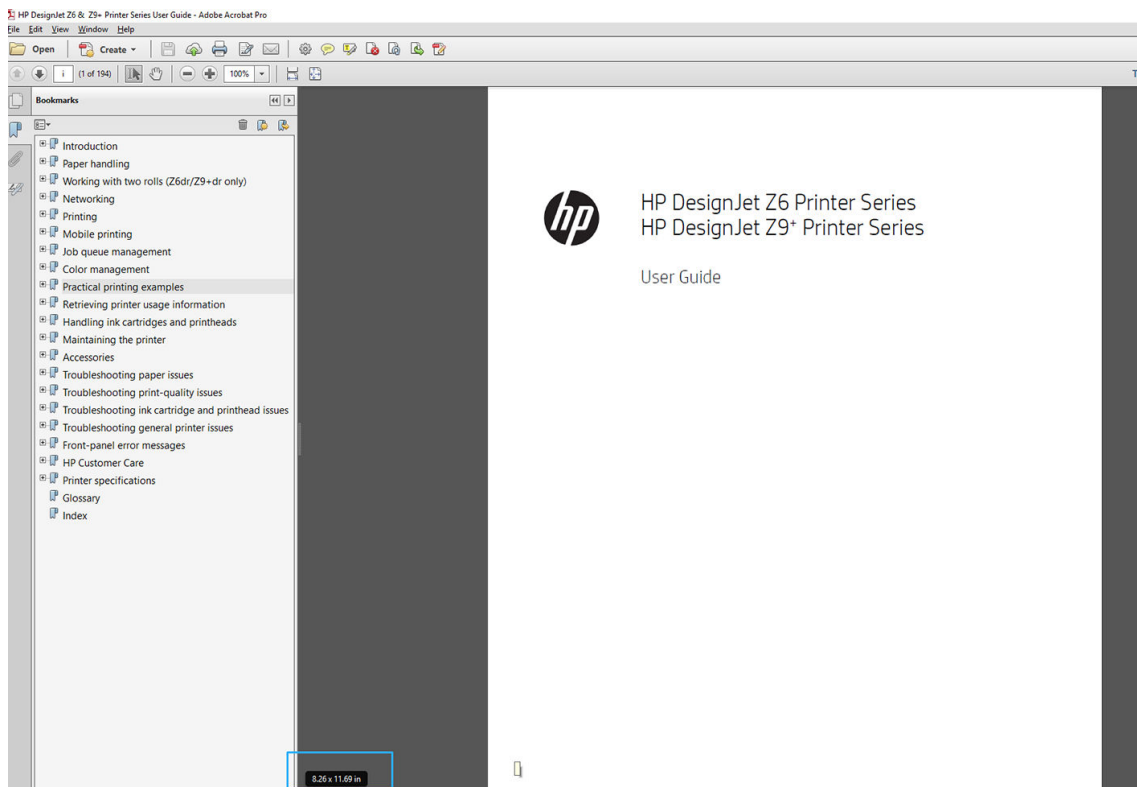 HP DesignJet Z6 & Z9+ Printer Series User Guide - Adobe Acrobat Pro
File Edit View Window Help
Open Create
i (1 of 194) 100% T
Bookmarks
Introduction
Paper handling
Working with two rolls (Z6dr/Z9+dr only)
Networking
Printing
Mobile printing
Job queue management
Color management
Practical printing examples
Retrieving printer usage information
Handling ink cartridges and printheads
Maintaining the printer
Accessories
Troubleshooting paper issues
Troubleshooting print-quality issues
Troubleshooting ink cartridge and printhead issues
Troubleshooting general printer issues
Front-panel error messages
HP Customer Care
Printer specifications
Glossary
Index
hp
HP DesignJet Z6 Printer Series
HP DesignJet Z9+ Printer Series
User Guide
8.26 x 11.69 in